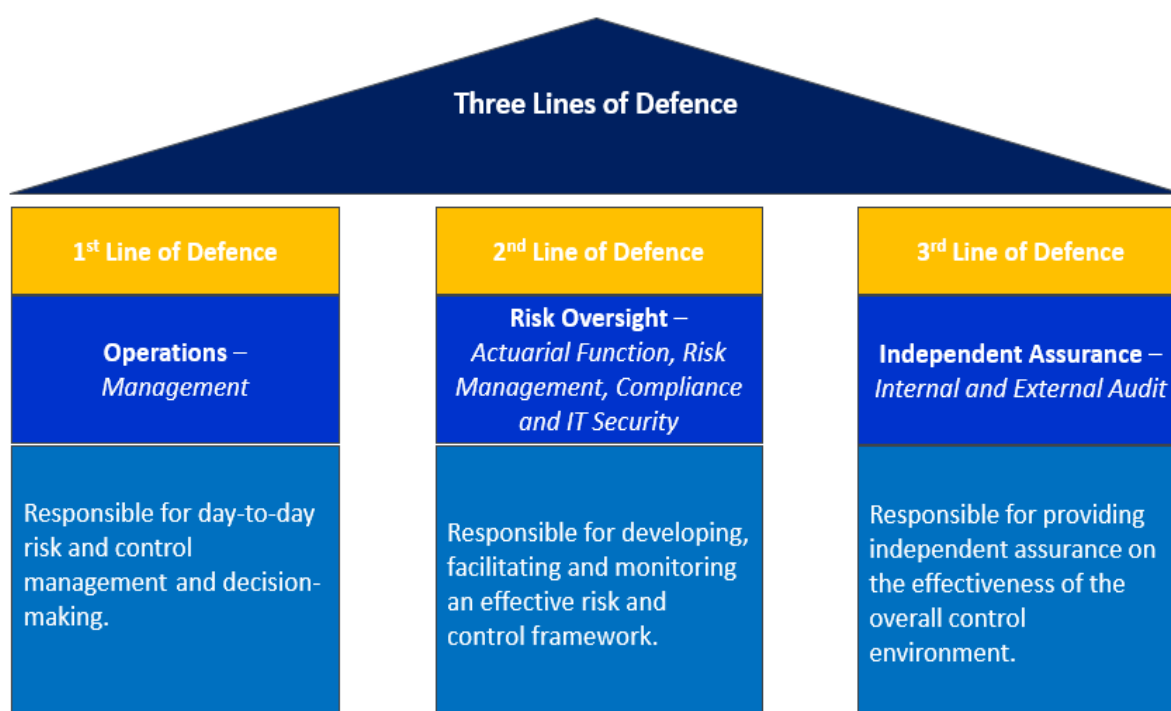 Three Lines of Defence
1st Line of Defence
Operations –
Management
Responsible for day-to-day
risk and control
management and decision-
making.
2nd Line of Defence
Risk Oversight –
Actuarial Function, Risk
Management, Compliance
and IT Security
Responsible for developing,
facilitating and monitoring
an effective risk and
control framework.
3rd Line of Defence
Independent Assurance –
Internal and External Audit
Responsible for providing
independent assurance on
the effectiveness of the
overall control
environment.